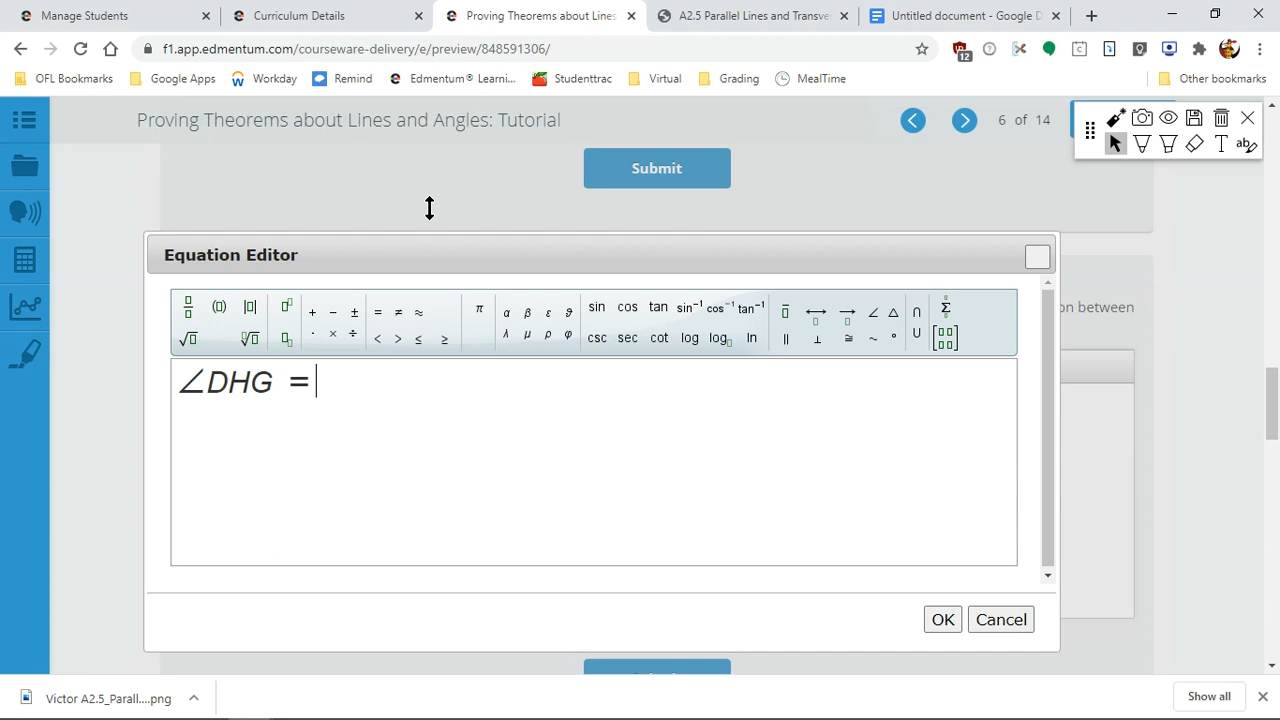 Manage Students
Curriculum Details
Proving Theorems about Lines
A2.5 Parallel Lines and Transve
Untitled document - Google D
f1.app.edmentum.com/courseware-delivery/e/preview/848591306/
12
OFL Bookmarks
Google Apps
Workday
Remind
Edmentum® Learni...
Studenttrac
Virtual
Grading
MealTime
Other bookmarks
Proving Theorems about Lines and Angles: Tutorial
6 of 14
Submit
Equation Editor
on between
+ − ± = ≠ ≈ π α β ε ϑ sin cos tan sin⁻¹ cos⁻¹ tan⁻¹ ∠ △ ∩ Σ
· × ÷ < > ≤ ≥ λ μ ρ φ csc sec cot log log ln ∥ ⊥ ≅ ~ ° ∪
∠DHG =
OK
Cancel
Victor A2.5_Parall....png
Show all